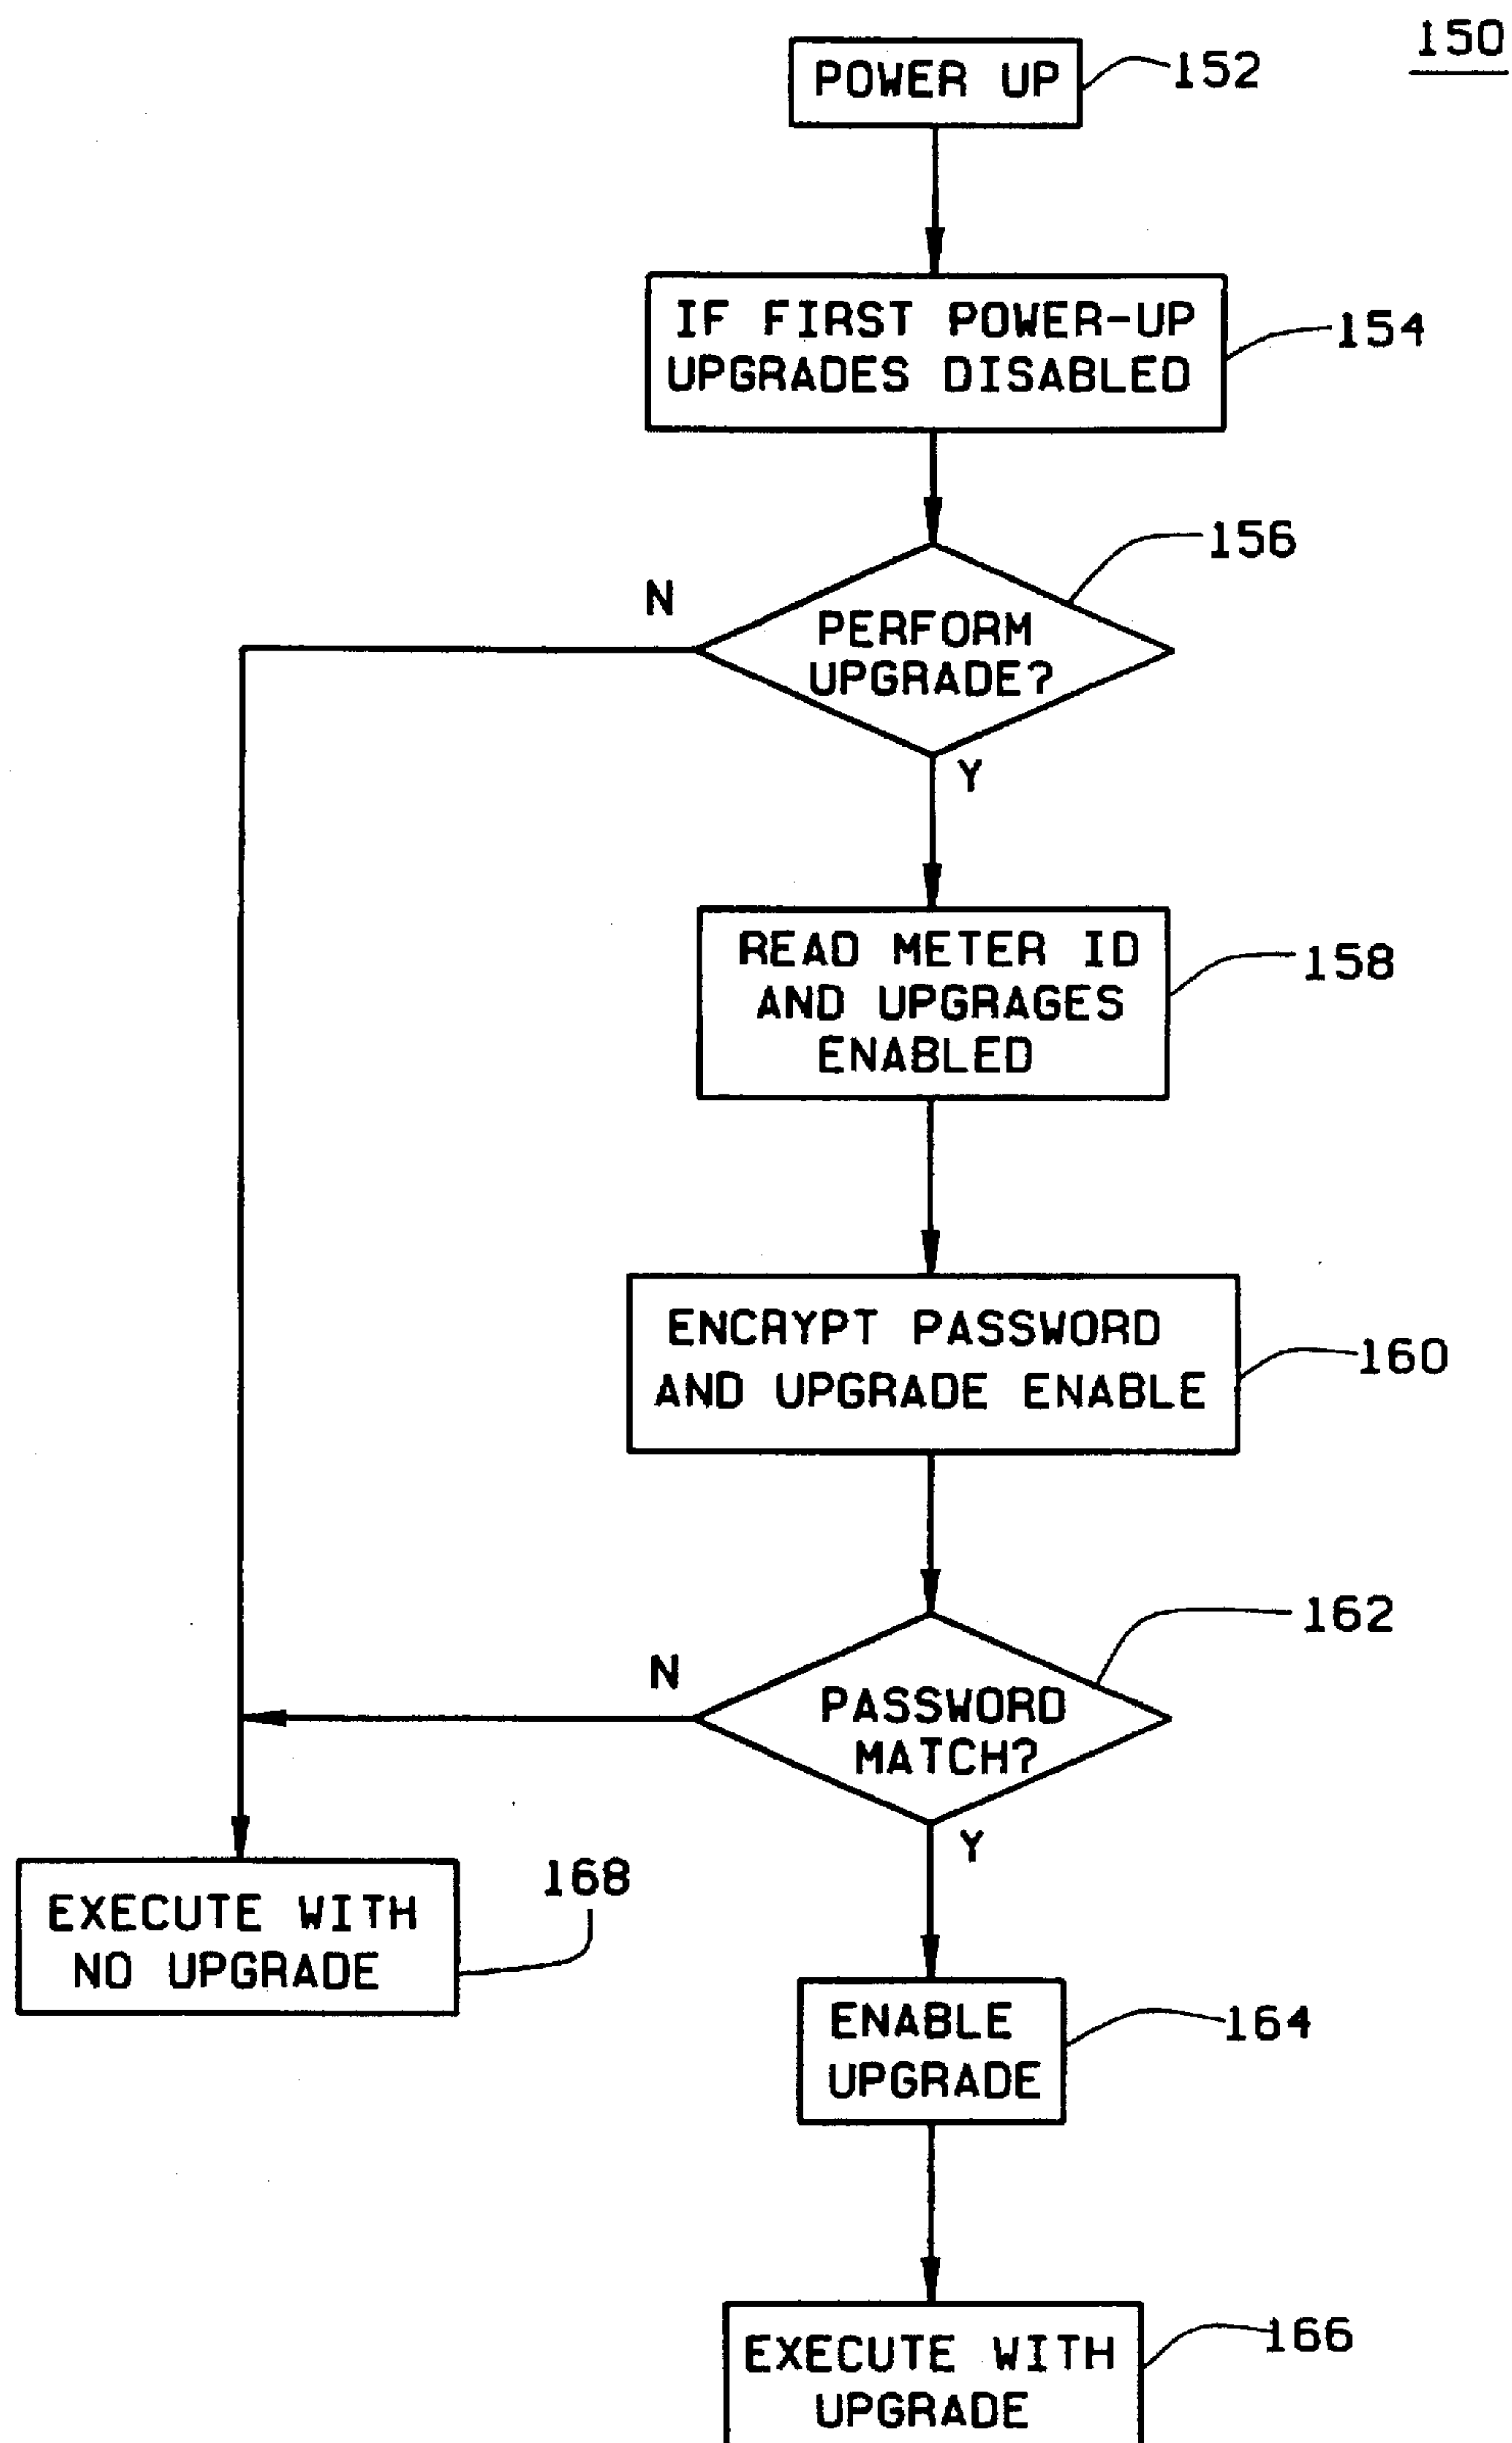 150
POWER UP
152
IF FIRST POWER-UP
UPGRADES DISABLED
154
156
N
PERFORM
UPGRADE?
Y
READ METER ID
AND UPGRAGES
ENABLED
158
ENCRYPT PASSWORD
AND UPGRADE ENABLE
160
162
N
PASSWORD
MATCH?
Y
EXECUTE WITH
NO UPGRADE
168
ENABLE
UPGRADE
164
EXECUTE WITH
UPGRADE
166